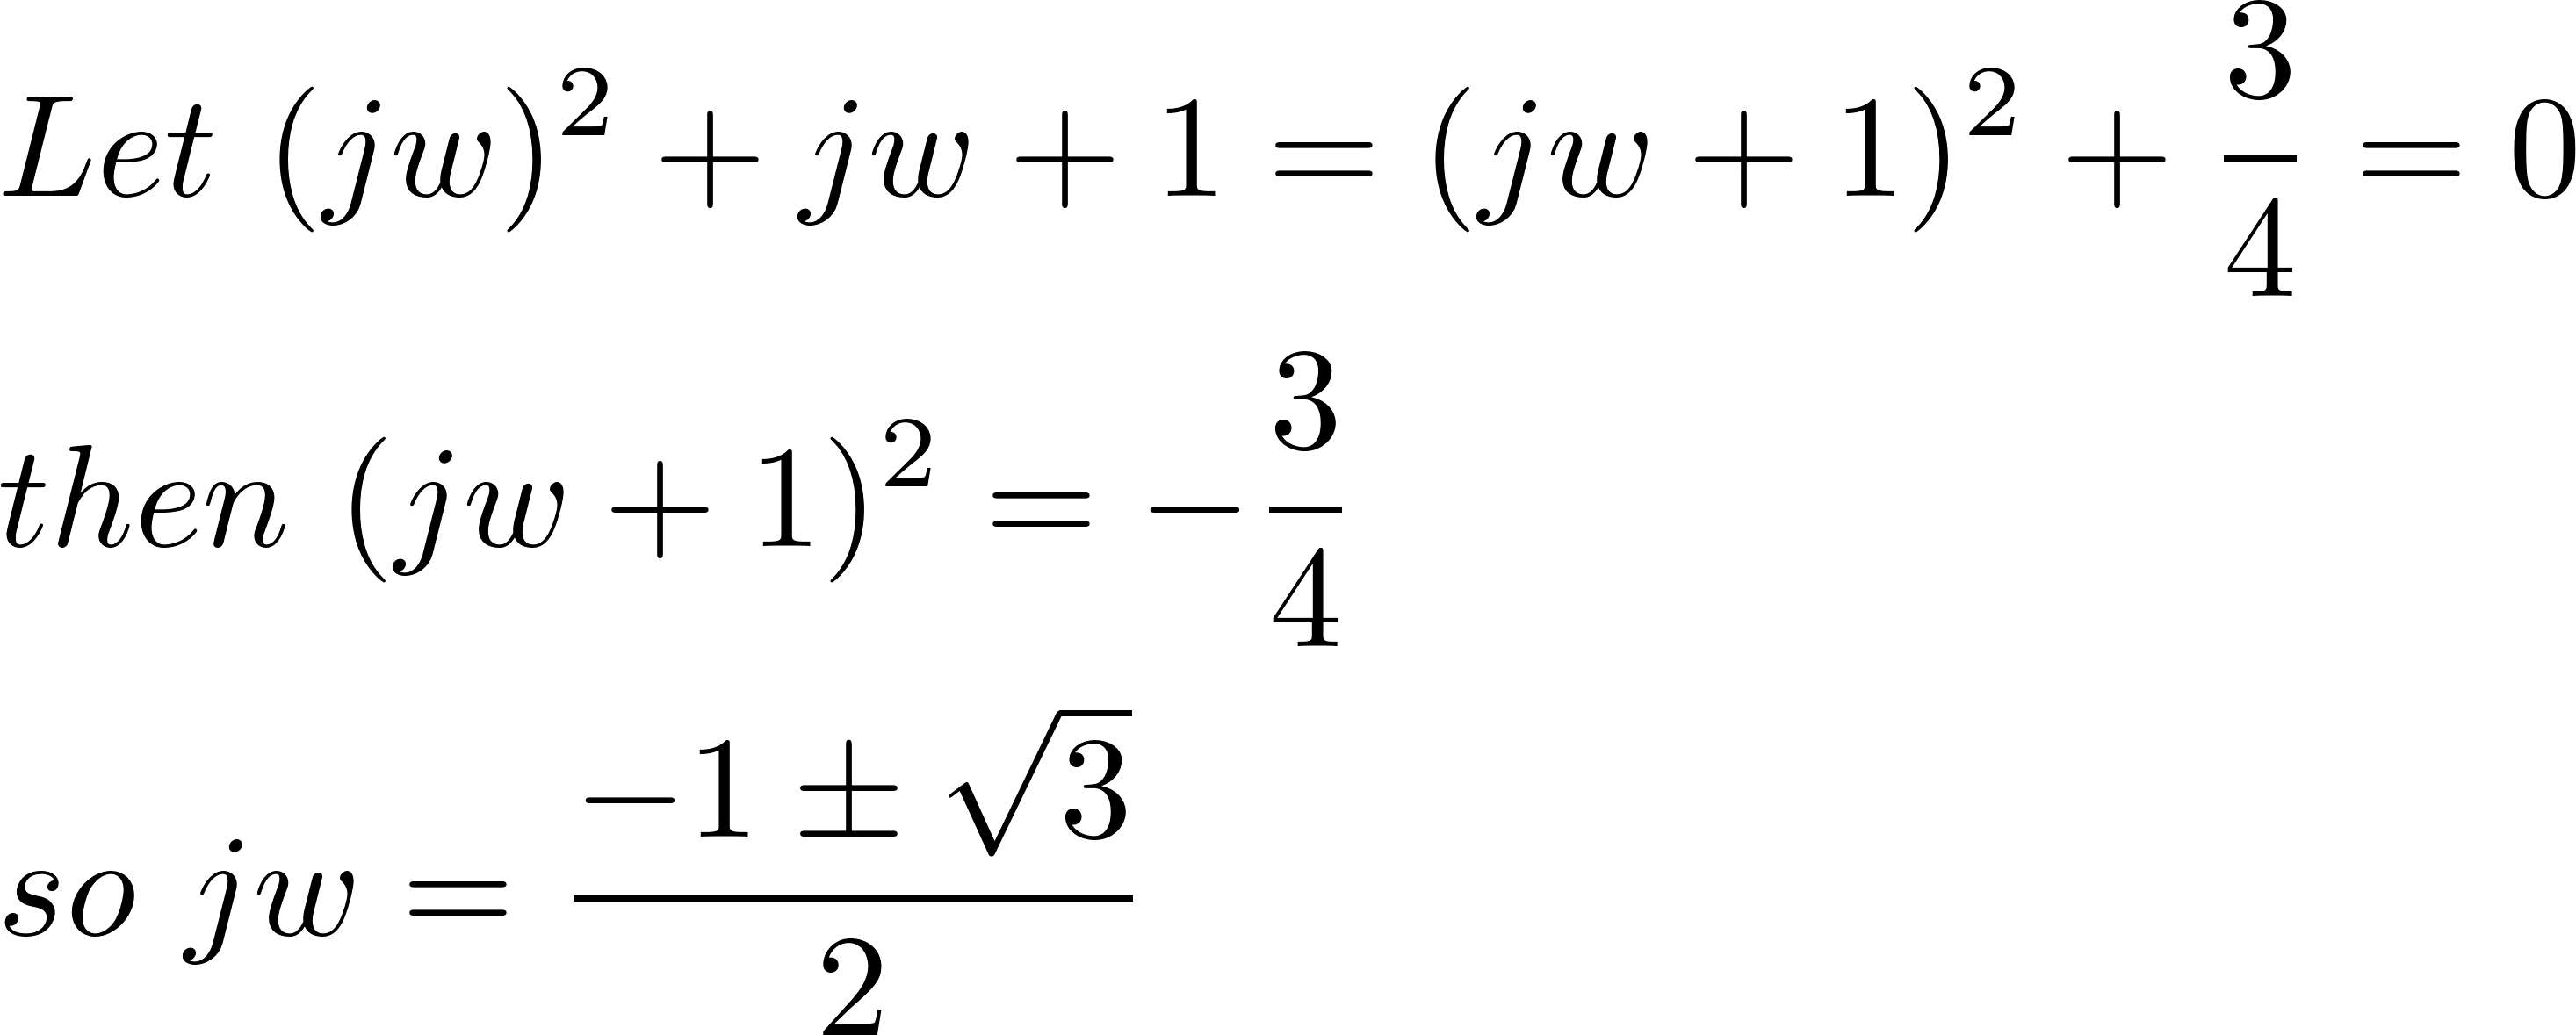 Let (jw)² + jw + 1 = (jw + 1)² + 3/4 = 0
then (jw + 1)² = −3/4
so jw = (−1 ± √3)/2